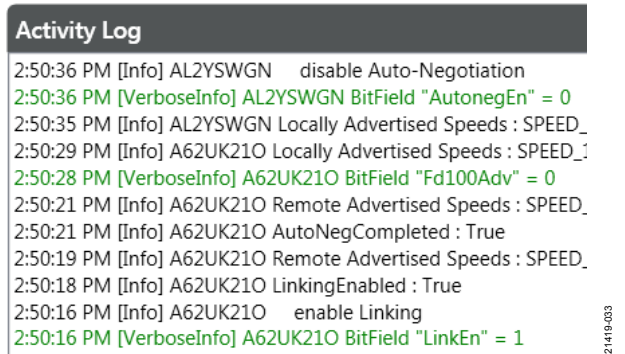 Activity Log
2:50:36 PM [Info] AL2YSWGN disable Auto-Negotiation
2:50:36 PM [VerboseInfo] AL2YSWGN BitField "AutonegEn" = 0
2:50:35 PM [Info] AL2YSWGN Locally Advertised Speeds : SPEED_
2:50:29 PM [Info] A62UK21O Locally Advertised Speeds : SPEED_1
2:50:28 PM [VerboseInfo] A62UK21O BitField "Fd100Adv" = 0
2:50:21 PM [Info] A62UK21O Remote Advertised Speeds : SPEED_
2:50:21 PM [Info] A62UK21O AutoNegCompleted : True
2:50:19 PM [Info] A62UK21O Remote Advertised Speeds : SPEED_
2:50:18 PM [Info] A62UK21O LinkingEnabled : True
2:50:16 PM [Info] A62UK21O enable Linking
2:50:16 PM [VerboseInfo] A62UK21O BitField "LinkEn" = 1
21419-033